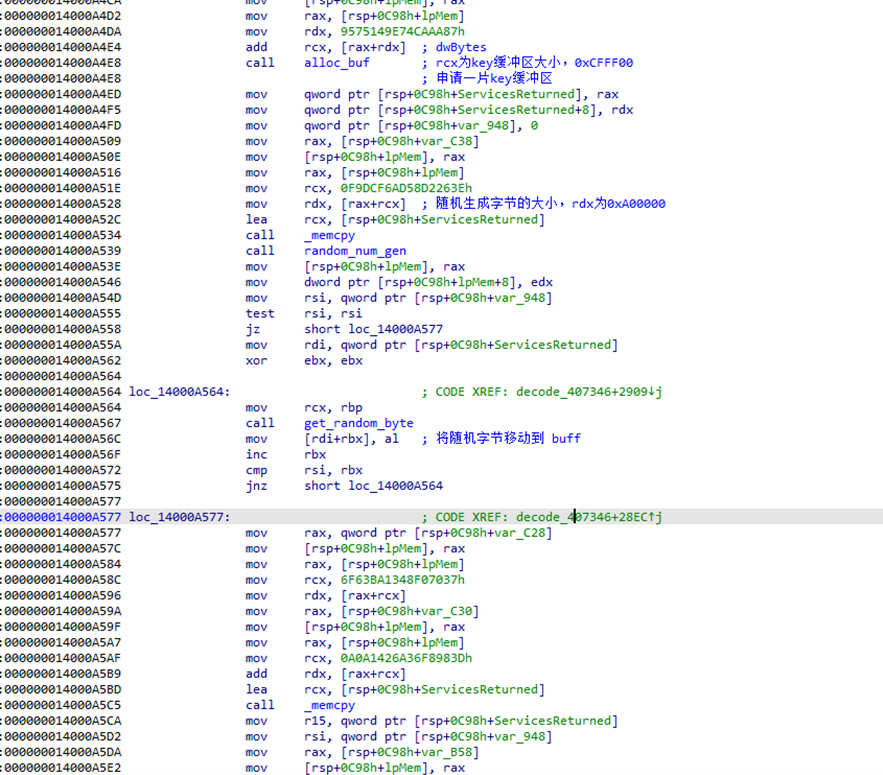 :000000014000A4CA mov [rsp+0C98h+lpMem], rax
:000000014000A4D2 mov rax, [rsp+0C98h+lpMem]
:000000014000A4DA mov rdx, 9575149E74CAAA87h
:000000014000A4E4 add rcx, [rax+rdx] ; dwBytes
:000000014000A4E8 call alloc_buf ; rcx为key缓冲区大小，0xCFFF00
:000000014000A4E8 ; 申请一片key缓冲区
:000000014000A4ED mov qword ptr [rsp+0C98h+ServicesReturned], rax
:000000014000A4F5 mov qword ptr [rsp+0C98h+ServicesReturned+8], rdx
:000000014000A4FD mov qword ptr [rsp+0C98h+var_948], 0
:000000014000A509 mov rax, [rsp+0C98h+var_C38]
:000000014000A50E mov [rsp+0C98h+lpMem], rax
:000000014000A516 mov rax, [rsp+0C98h+lpMem]
:000000014000A51E mov rcx, 0F9DCF6AD58D2263Eh
:000000014000A528 mov rdx, [rax+rcx] ; 随机生成字节的大小，rdx为0xA00000
:000000014000A52C lea rcx, [rsp+0C98h+ServicesReturned]
:000000014000A534 call _memcpy
:000000014000A539 call random_num_gen
:000000014000A53E mov [rsp+0C98h+lpMem], rax
:000000014000A546 mov dword ptr [rsp+0C98h+lpMem+8], edx
:000000014000A54D mov rsi, qword ptr [rsp+0C98h+var_948]
:000000014000A555 test rsi, rsi
:000000014000A558 jz short loc_14000A577
:000000014000A55A mov rdi, qword ptr [rsp+0C98h+ServicesReturned]
:000000014000A562 xor ebx, ebx
:000000014000A564
:000000014000A564 loc_14000A564: ; CODE XREF: decode_407346+2909↓j
:000000014000A564 mov rcx, rbp
:000000014000A567 call get_random_byte
:000000014000A56C mov [rdi+rbx], al ; 将随机字节移动到 buff
:000000014000A56F inc rbx
:000000014000A572 cmp rsi, rbx
:000000014000A575 jnz short loc_14000A564
:000000014000A577
:000000014000A577 loc_14000A577: ; CODE XREF: decode_407346+28EC↑j
:000000014000A577 mov rax, qword ptr [rsp+0C98h+var_C28]
:000000014000A57C mov [rsp+0C98h+lpMem], rax
:000000014000A584 mov rax, [rsp+0C98h+lpMem]
:000000014000A58C mov rcx, 6F63BA1348F07037h
:000000014000A596 mov rdx, [rax+rcx]
:000000014000A59A mov rax, [rsp+0C98h+var_C30]
:000000014000A59F mov [rsp+0C98h+lpMem], rax
:000000014000A5A7 mov rax, [rsp+0C98h+lpMem]
:000000014000A5AF mov rcx, 0A0A1426A36F8983Dh
:000000014000A5B9 add rdx, [rax+rcx]
:000000014000A5BD lea rcx, [rsp+0C98h+ServicesReturned]
:000000014000A5C5 call _memcpy
:000000014000A5CA mov r15, qword ptr [rsp+0C98h+ServicesReturned]
:000000014000A5D2 mov rsi, qword ptr [rsp+0C98h+var_948]
:000000014000A5DA mov rax, [rsp+0C98h+var_B58]
:000000014000A5E2 mov [rsp+0C98h+lpMem], rax